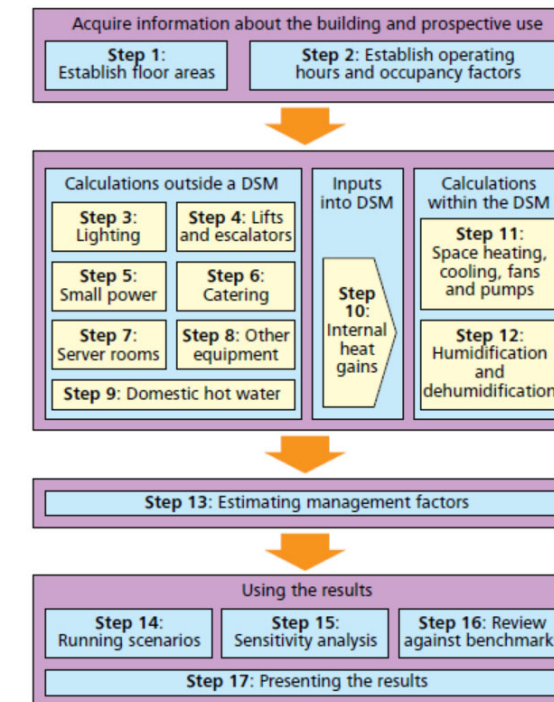 Acquire information about the building and prospective use
Step 1:
Establish floor areas
Step 2: Establish operating
hours and occupancy factors
Calculations outside a DSM
Step 3:
Lighting
Step 4: Lifts
and escalators
Step 5:
Small power
Step 6:
Catering
Step 7:
Server rooms
Step 8: Other
equipment
Step 9: Domestic hot water
Inputs
into DSM
Step
10:
Internal
heat
gains
Calculations
within the DSM
Step 11:
Space heating,
cooling, fans
and pumps
Step 12:
Humidification
and
dehumidification
Step 13: Estimating management factors
Using the results
Step 14:
Running scenarios
Step 15:
Sensitivity analysis
Step 16: Review
against benchmark
Step 17: Presenting the results